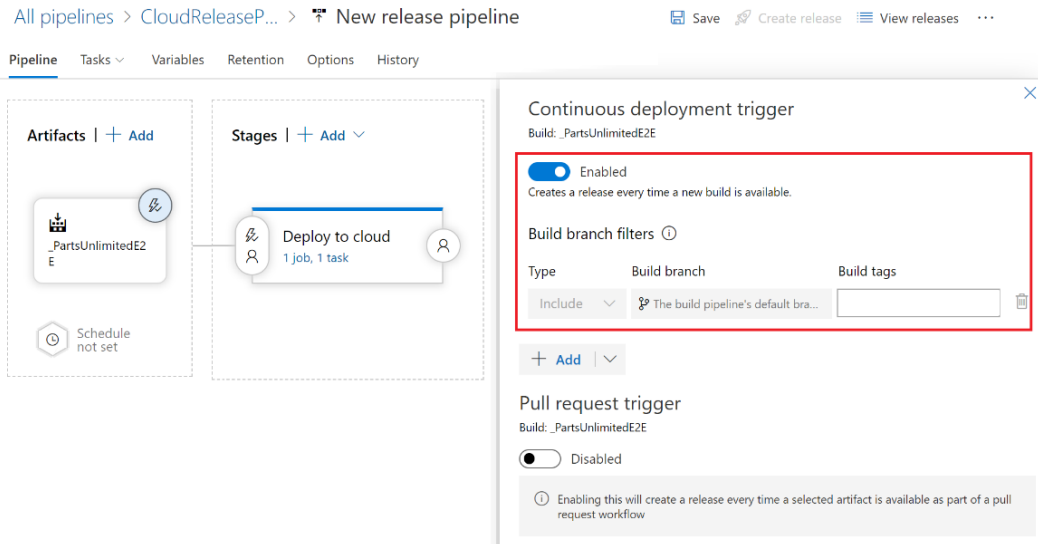 All pipelines > CloudReleaseP... > New release pipeline
Save Create release View releases ...
Pipeline Tasks Variables Retention Options History
Artifacts | + Add
Stages | + Add
_PartsUnlimitedE2
E
Schedule
not set
Deploy to cloud
1 job, 1 task
Continuous deployment trigger
Build: _PartsUnlimitedE2E
Enabled
Creates a release every time a new build is available.
Build branch filters
Type Build branch Build tags
Include The build pipeline's default bra...
+ Add
Pull request trigger
Build: _PartsUnlimitedE2E
Disabled
Enabling this will create a release every time a selected artifact is available as part of a pull
request workflow